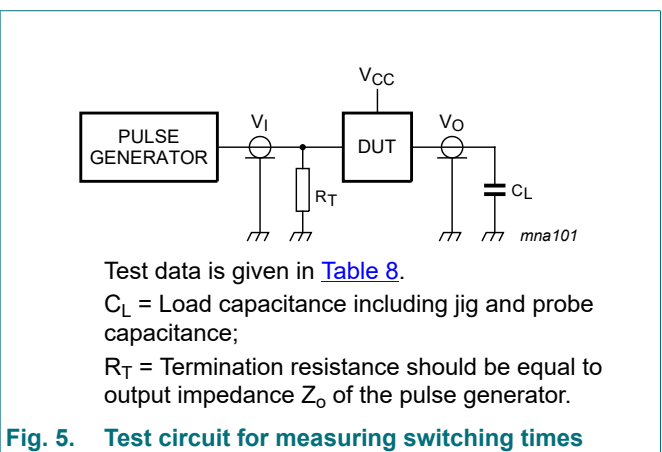 VCC
PULSE
GENERATOR
VI
DUT
VO
RT
CL
mna101
Test data is given in Table 8.
CL = Load capacitance including jig and probe
capacitance;
RT = Termination resistance should be equal to
output impedance Zo of the pulse generator.
Fig. 5. Test circuit for measuring switching times